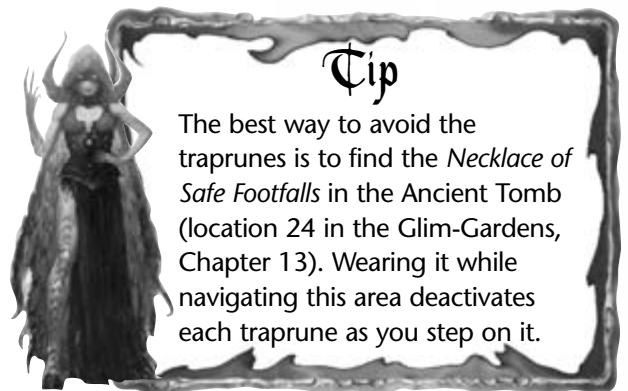 Tip
The best way to avoid the
traprunes is to find the Necklace of
Safe Footfalls in the Ancient Tomb
(location 24 in the Glim-Gardens,
Chapter 13). Wearing it while
navigating this area deactivates
each traprune as you step on it.